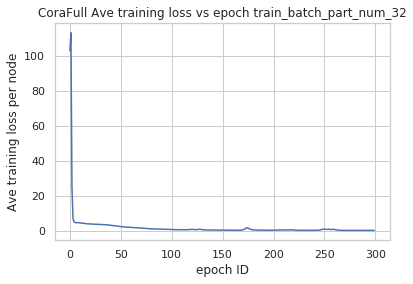 CoraFull Ave training loss vs epoch train_batch_part_num_32
Ave training loss per node
100
80
60
40
20
0
0 50 100 150 200 250 300
epoch ID